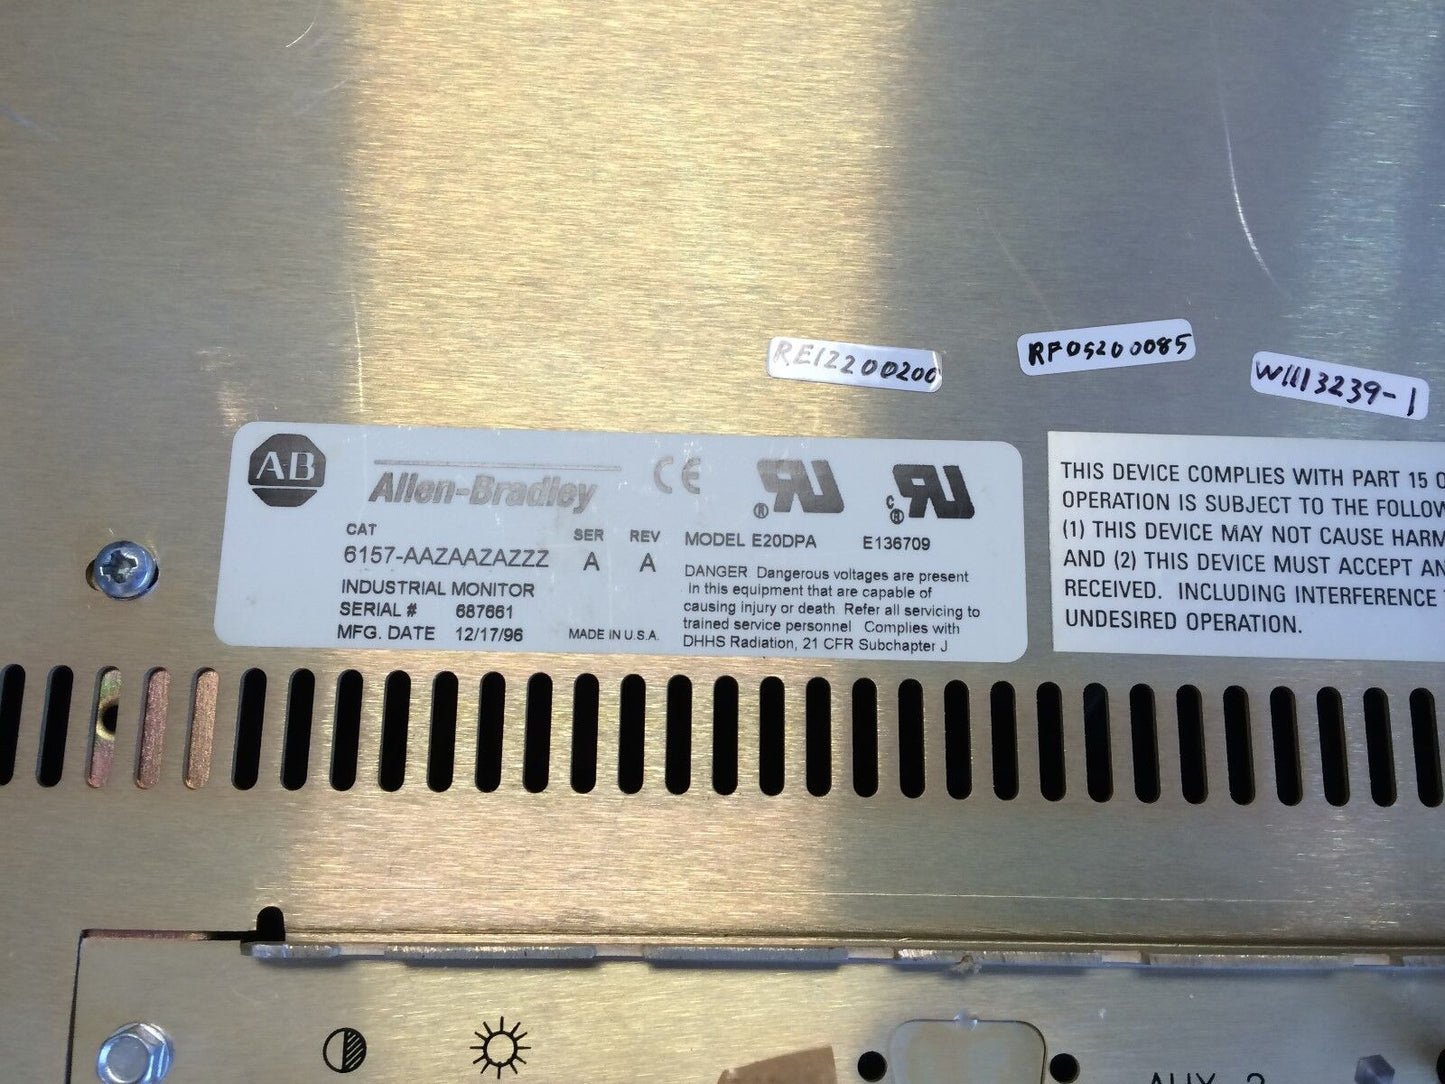 RE12200200
RF05200085
W1113239-1
A-B
Allen-Bradley
CE
CAT
SER
REV
MODEL E20DPA
E136709
6157-AAZAAZAZZZ
A
A
INDUSTRIAL MONITOR
SERIAL # 687661
MFG. DATE 12/17/96
MADE IN U.S.A.
DANGER Dangerous voltages are present
in this equipment that are capable of
causing injury or death Refer all servicing to
trained service personnel Complies with
DHHS Radiation, 21 CFR Subchapter J
THIS DEVICE COMPLIES WITH PART 15
OPERATION IS SUBJECT TO THE
(1) THIS DEVICE MAY NOT CAUSE
AND (2) THIS DEVICE MUST ACCEPT
RECEIVED. INCLUDING INTERFERENCE
UNDESIRED OPERATION.
AUX 2